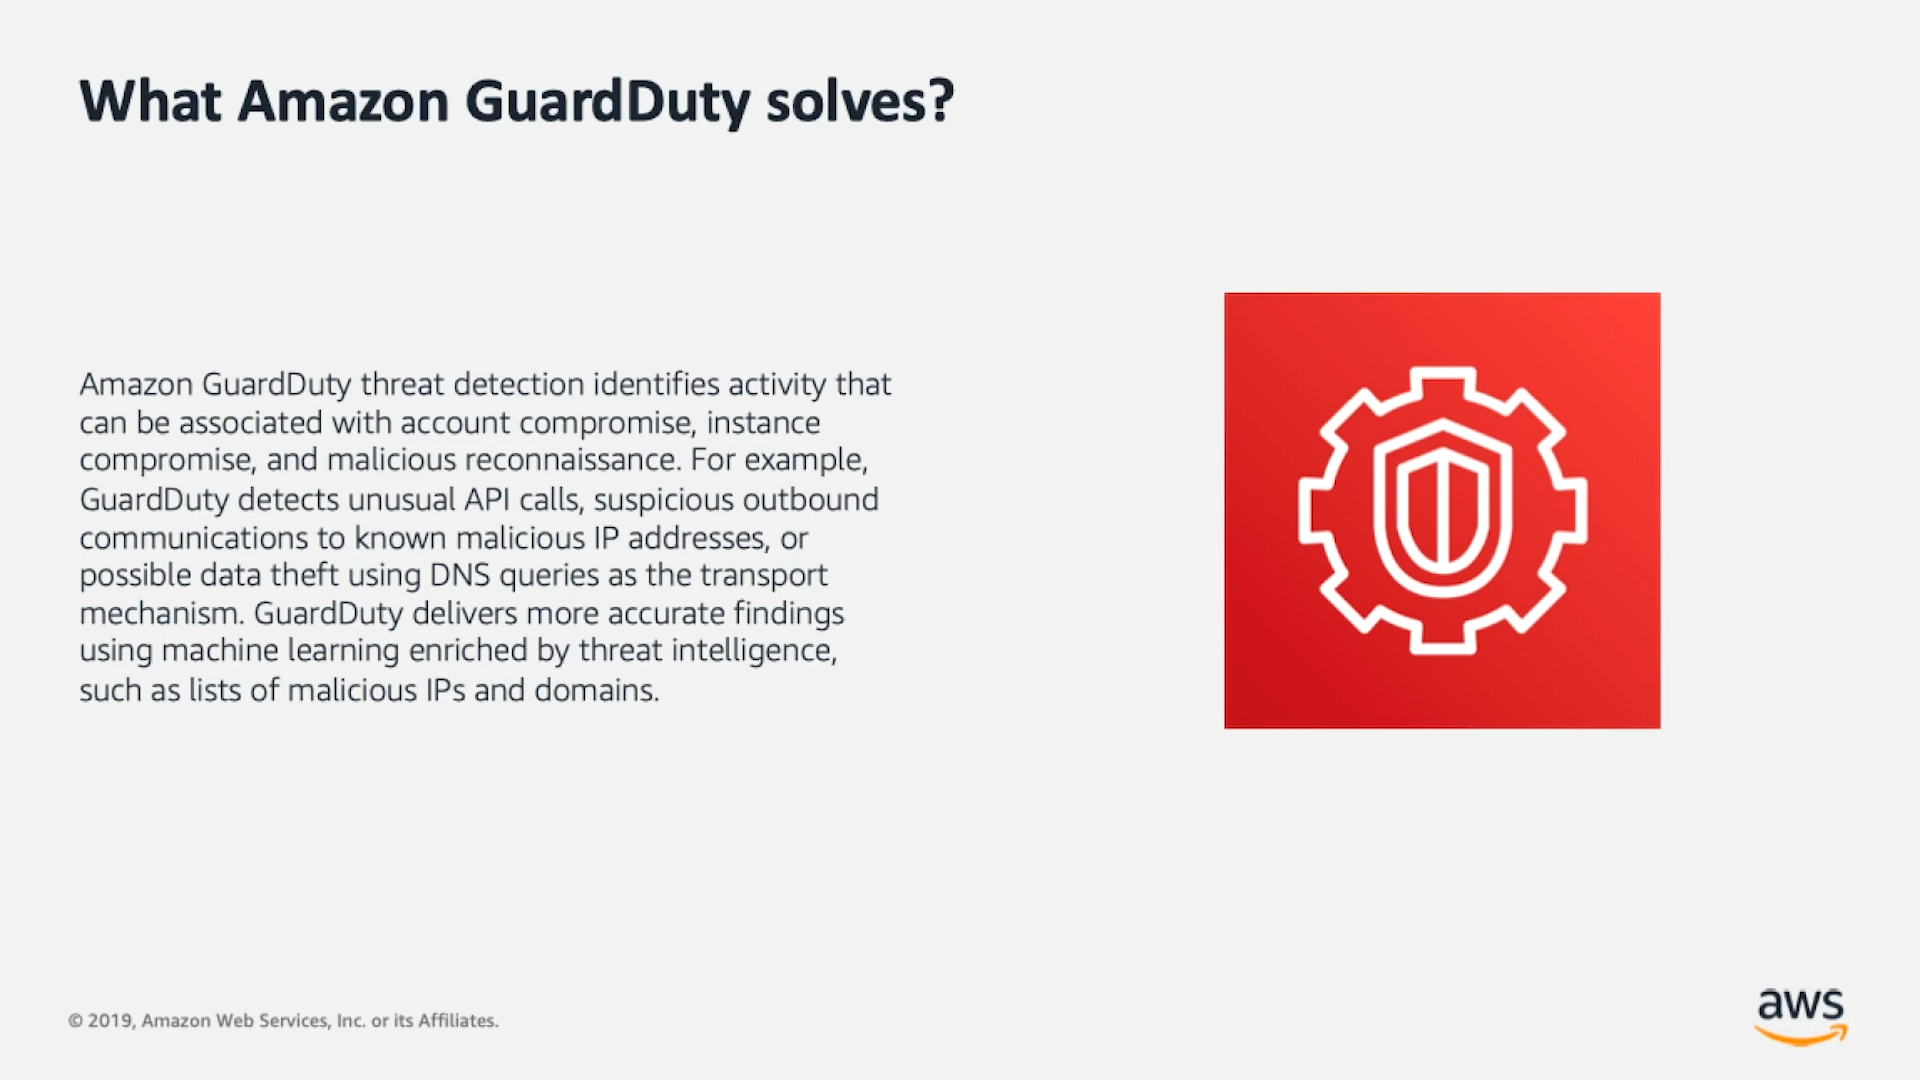 What Amazon GuardDuty solves?
Amazon GuardDuty threat detection identifies activity that
can be associated with account compromise, instance
compromise, and malicious reconnaissance. For example,
GuardDuty detects unusual API calls, suspicious outbound
communications to known malicious IP addresses, or
possible data theft using DNS queries as the transport
mechanism. GuardDuty delivers more accurate findings
using machine learning enriched by threat intelligence,
such as lists of malicious IPs and domains.
© 2019, Amazon Web Services, Inc. or its Affiliates.
aws